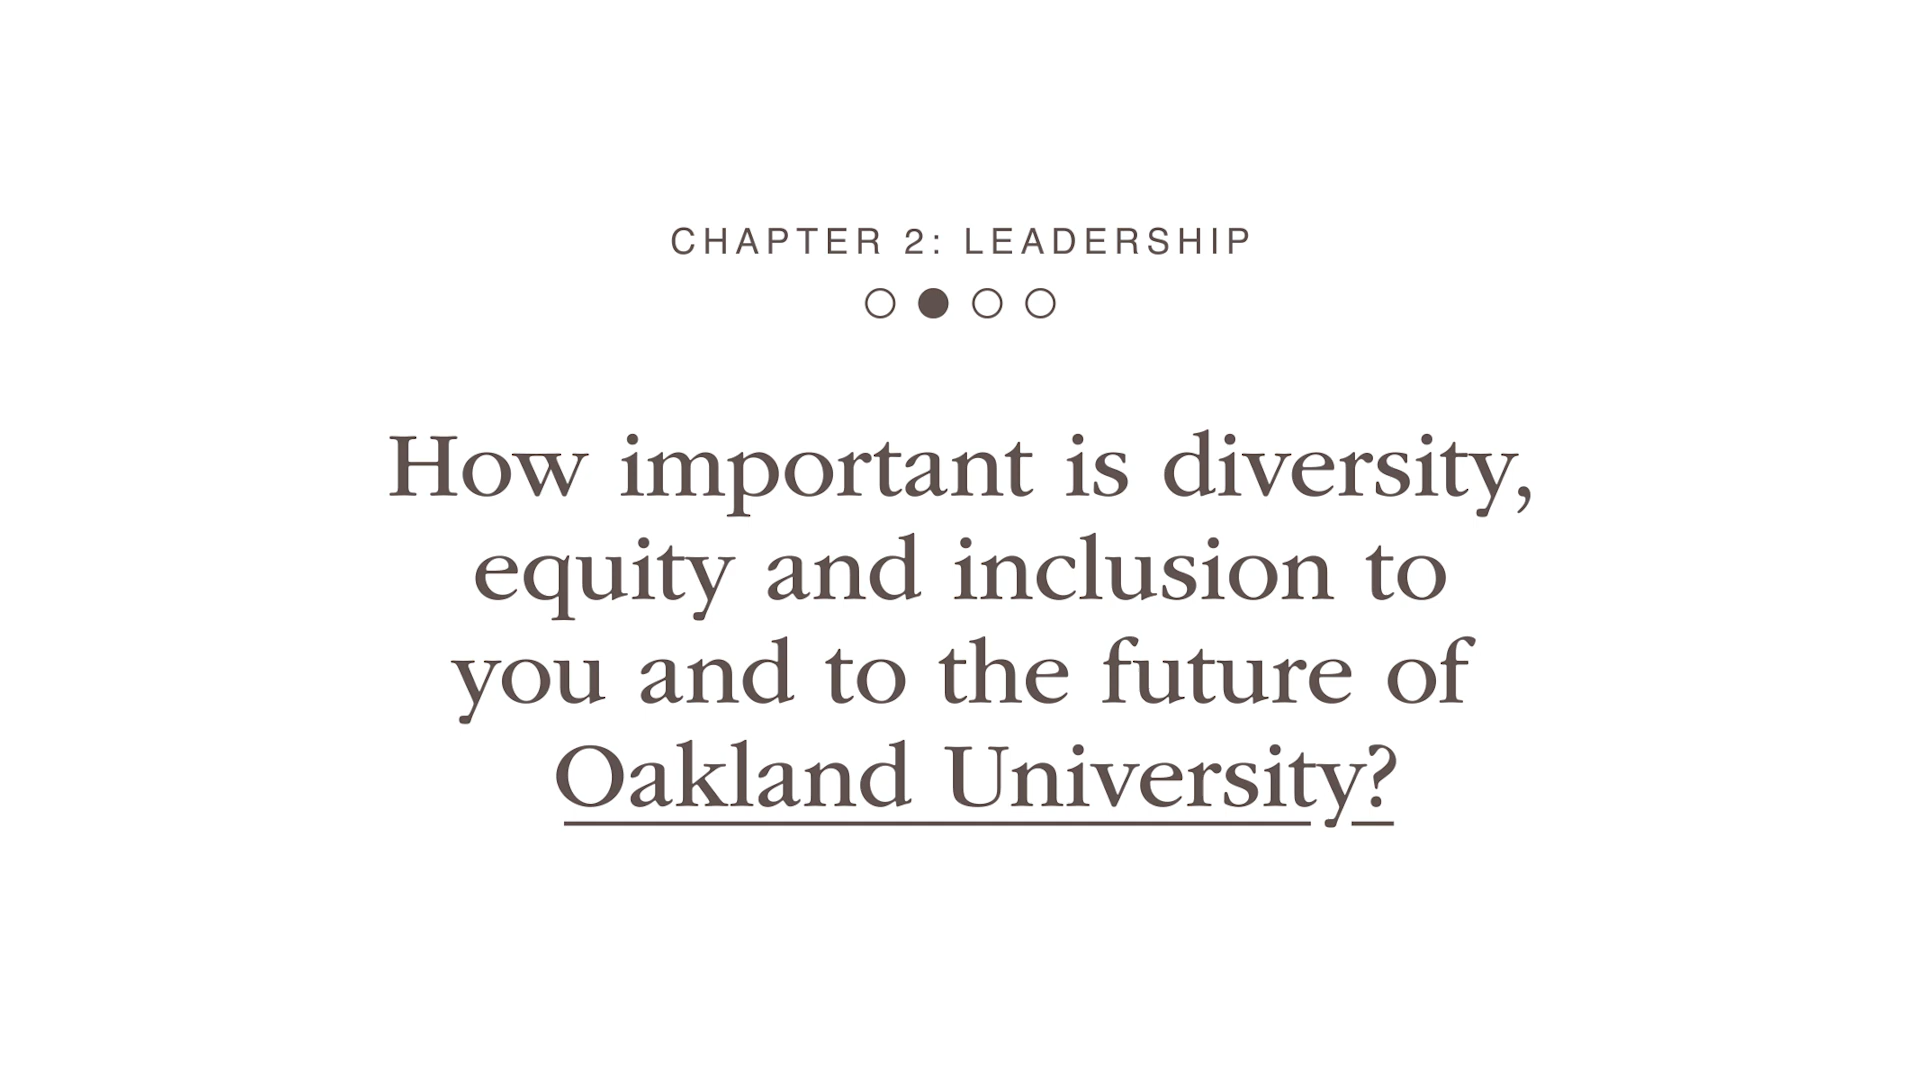 CHAPTER 2: LEADERSHIP
How important is diversity,
equity and inclusion to
you and to the future of
Oakland University?